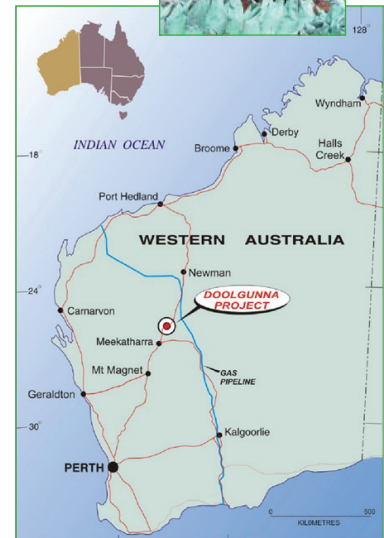 128°
Wyndham
Derby
INDIAN OCEAN
Broome
Halls
Creek
18°
Port Hedland
WESTERN AUSTRALIA
Newman
24°
DOOLGUNNA
PROJECT
Carnarvon
Meekatharra
Mt Magnet
GAS
PIPELINE
Geraldton
30°
Kalgoorlie
PERTH
0
500
KILOMETRES